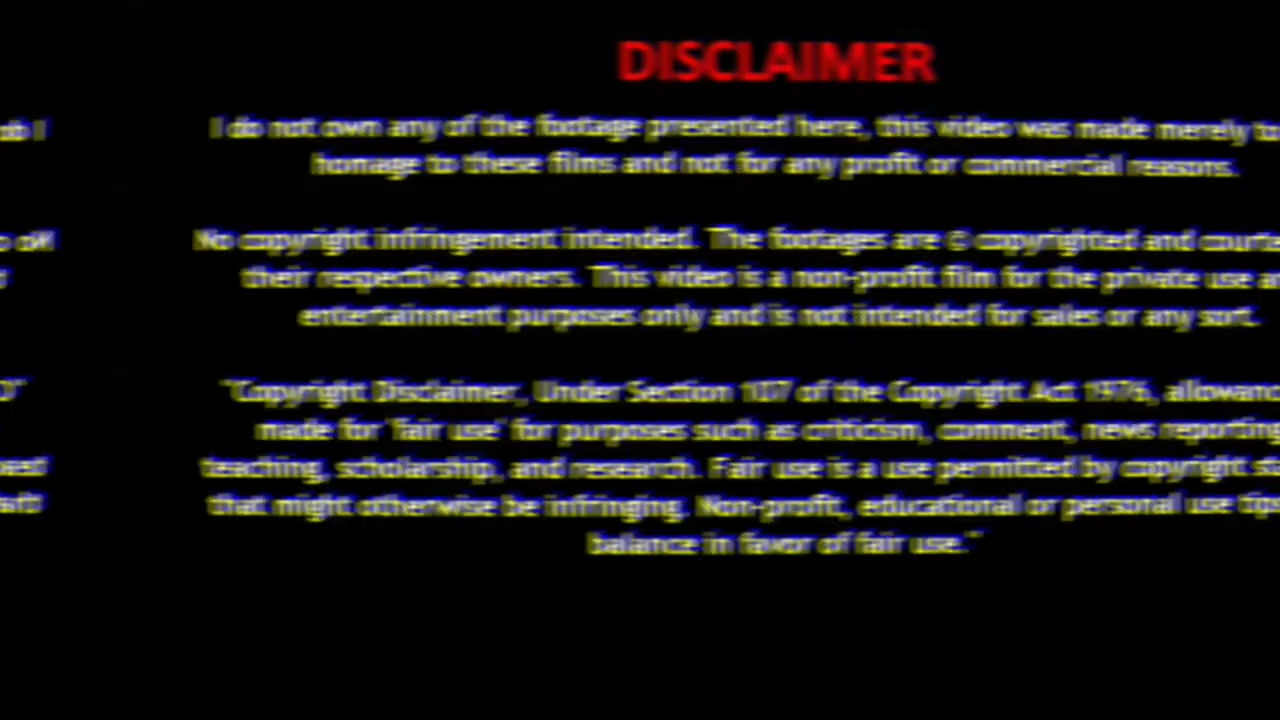 DISCLAIMER
I do not own any of the footage presented here, this video was made merely to
homage to these films and not for any profit or commercial reasons.
No copyright infringement intended. The footages are © copyrighted and courte
their respective owners. This video is a non-profit film for the private use a
entertainment purposes only and is not intended for sales or any sort.
"Copyright Disclaimer, Under Section 107 of the Copyright Act 1976, allowanc
made for 'fair use' for purposes such as criticism, comment, news reporting
teaching, scholarship, and research. Fair use is a use permitted by copyright st
that might otherwise be infringing. Non-profit, educational or personal use tips
balance in favor of fair use."